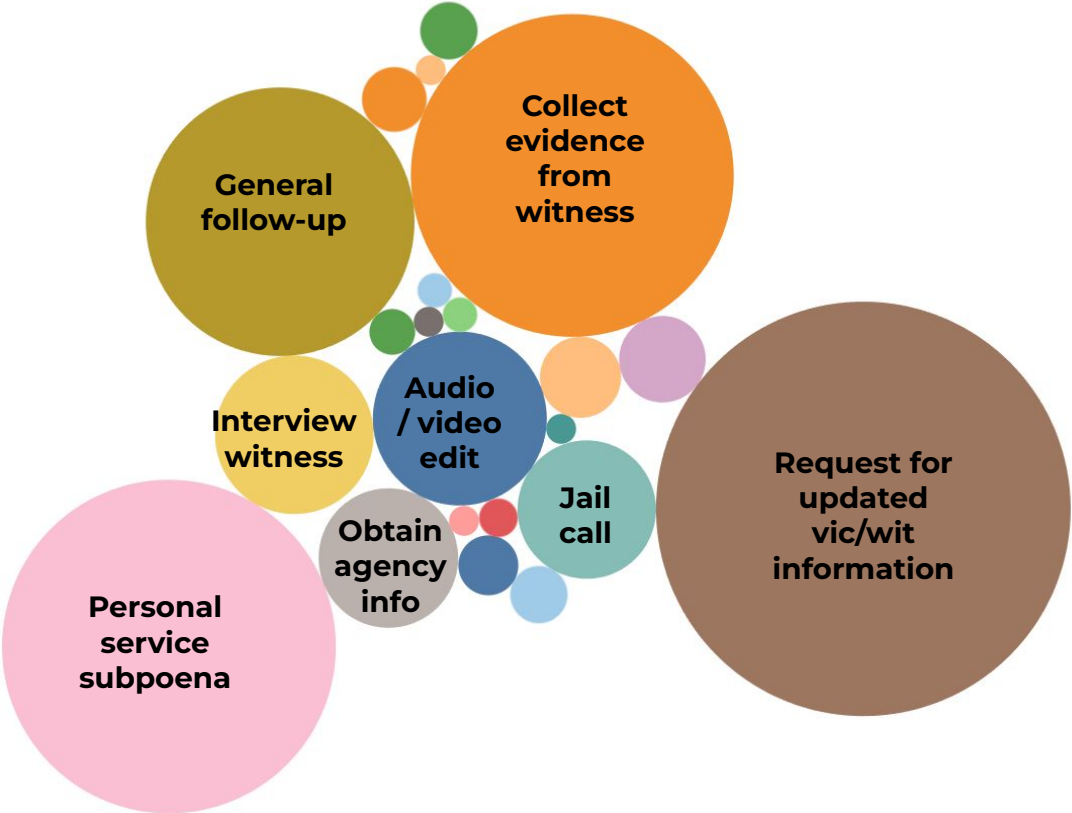 Collect
evidence
from
witness
General
follow-up
Audio
/ video
edit
Interview
witness
Request for
updated
vic/wit
information
Jail
call
Obtain
agency
info
Personal
service
subpoena